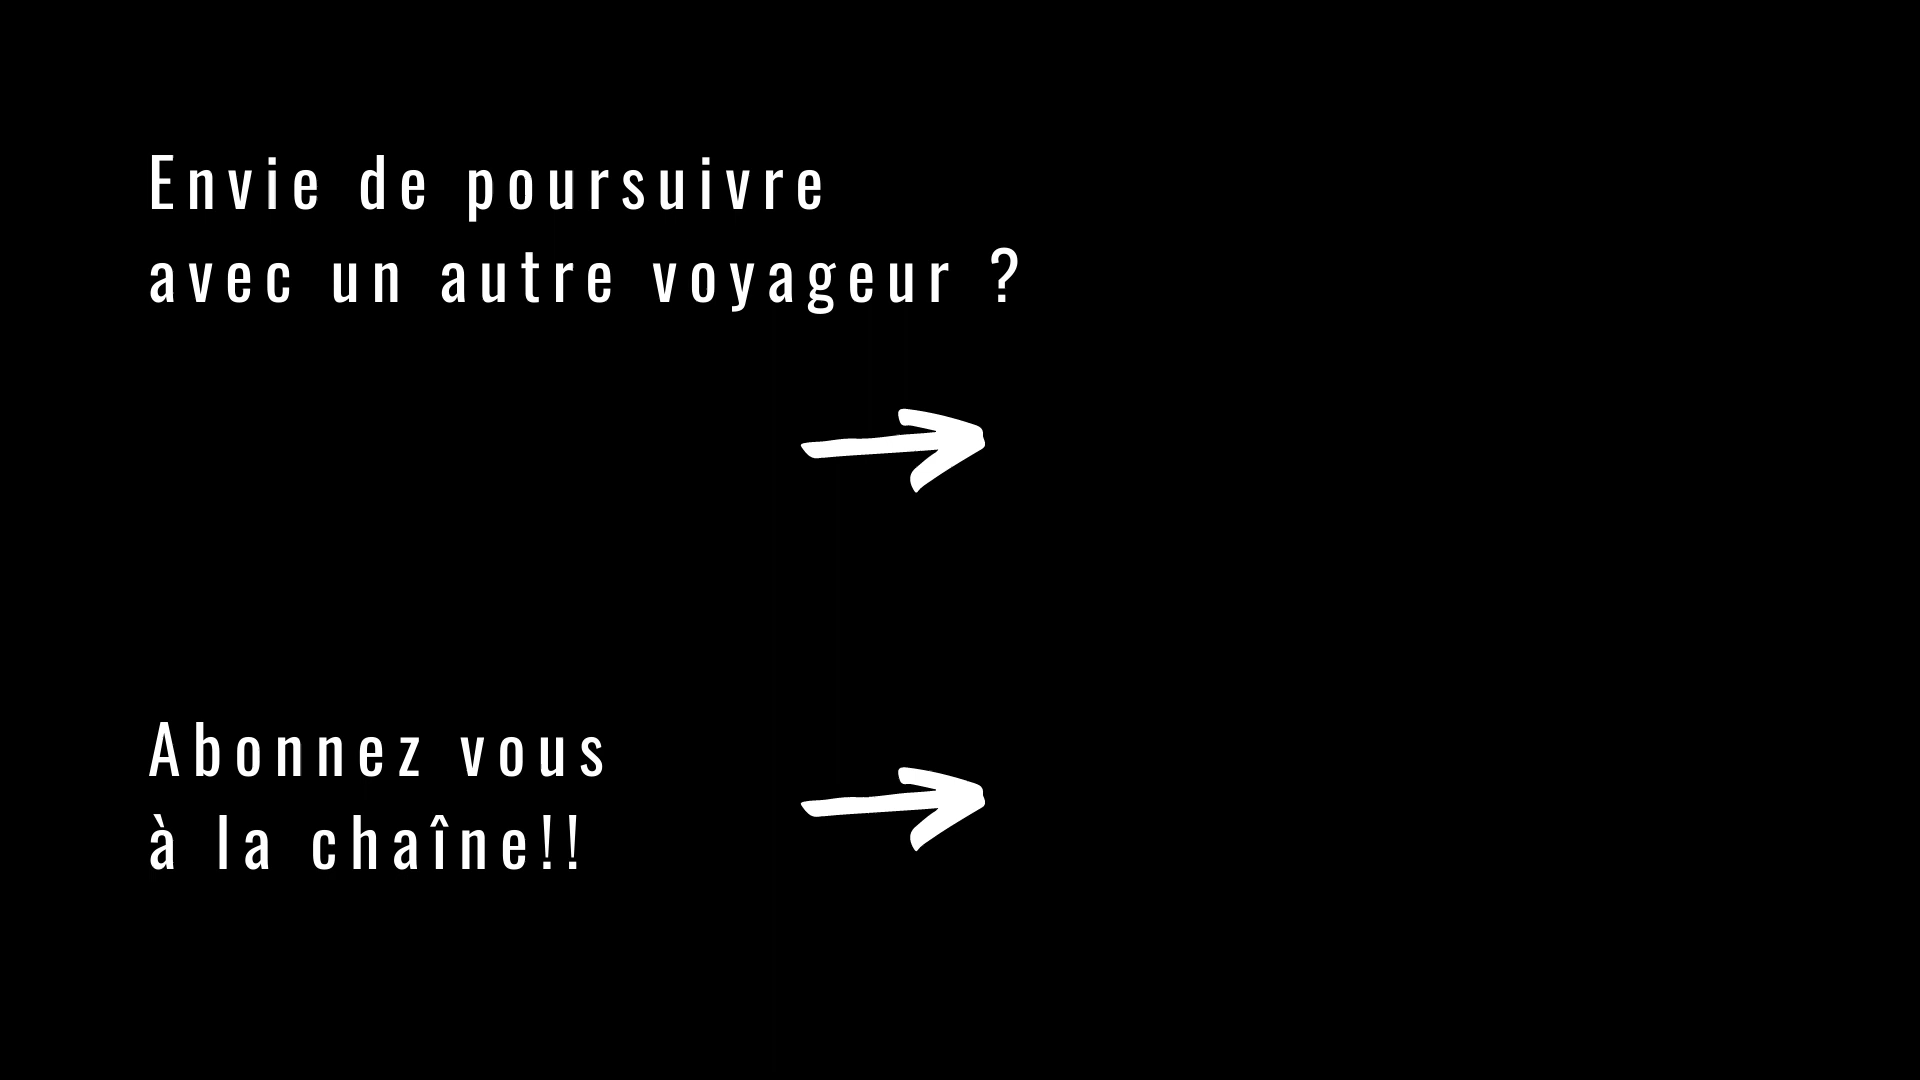 Envie de poursuivre
avec un autre voyageur ?
Abonnez vous
à la chaîne!!